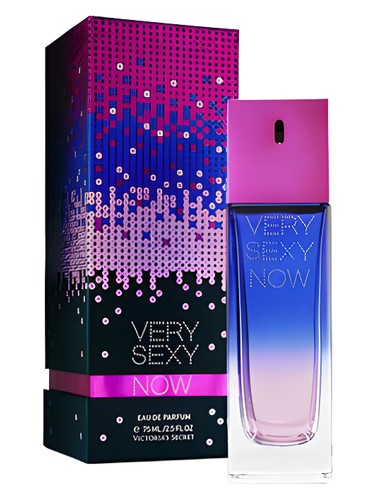 VERY
SEXY
NOW
EAU DE PARFUM
℮ 75 ML/2.5 FL OZ
VICTORIA'S SECRET
VERY
SEXY
NOW